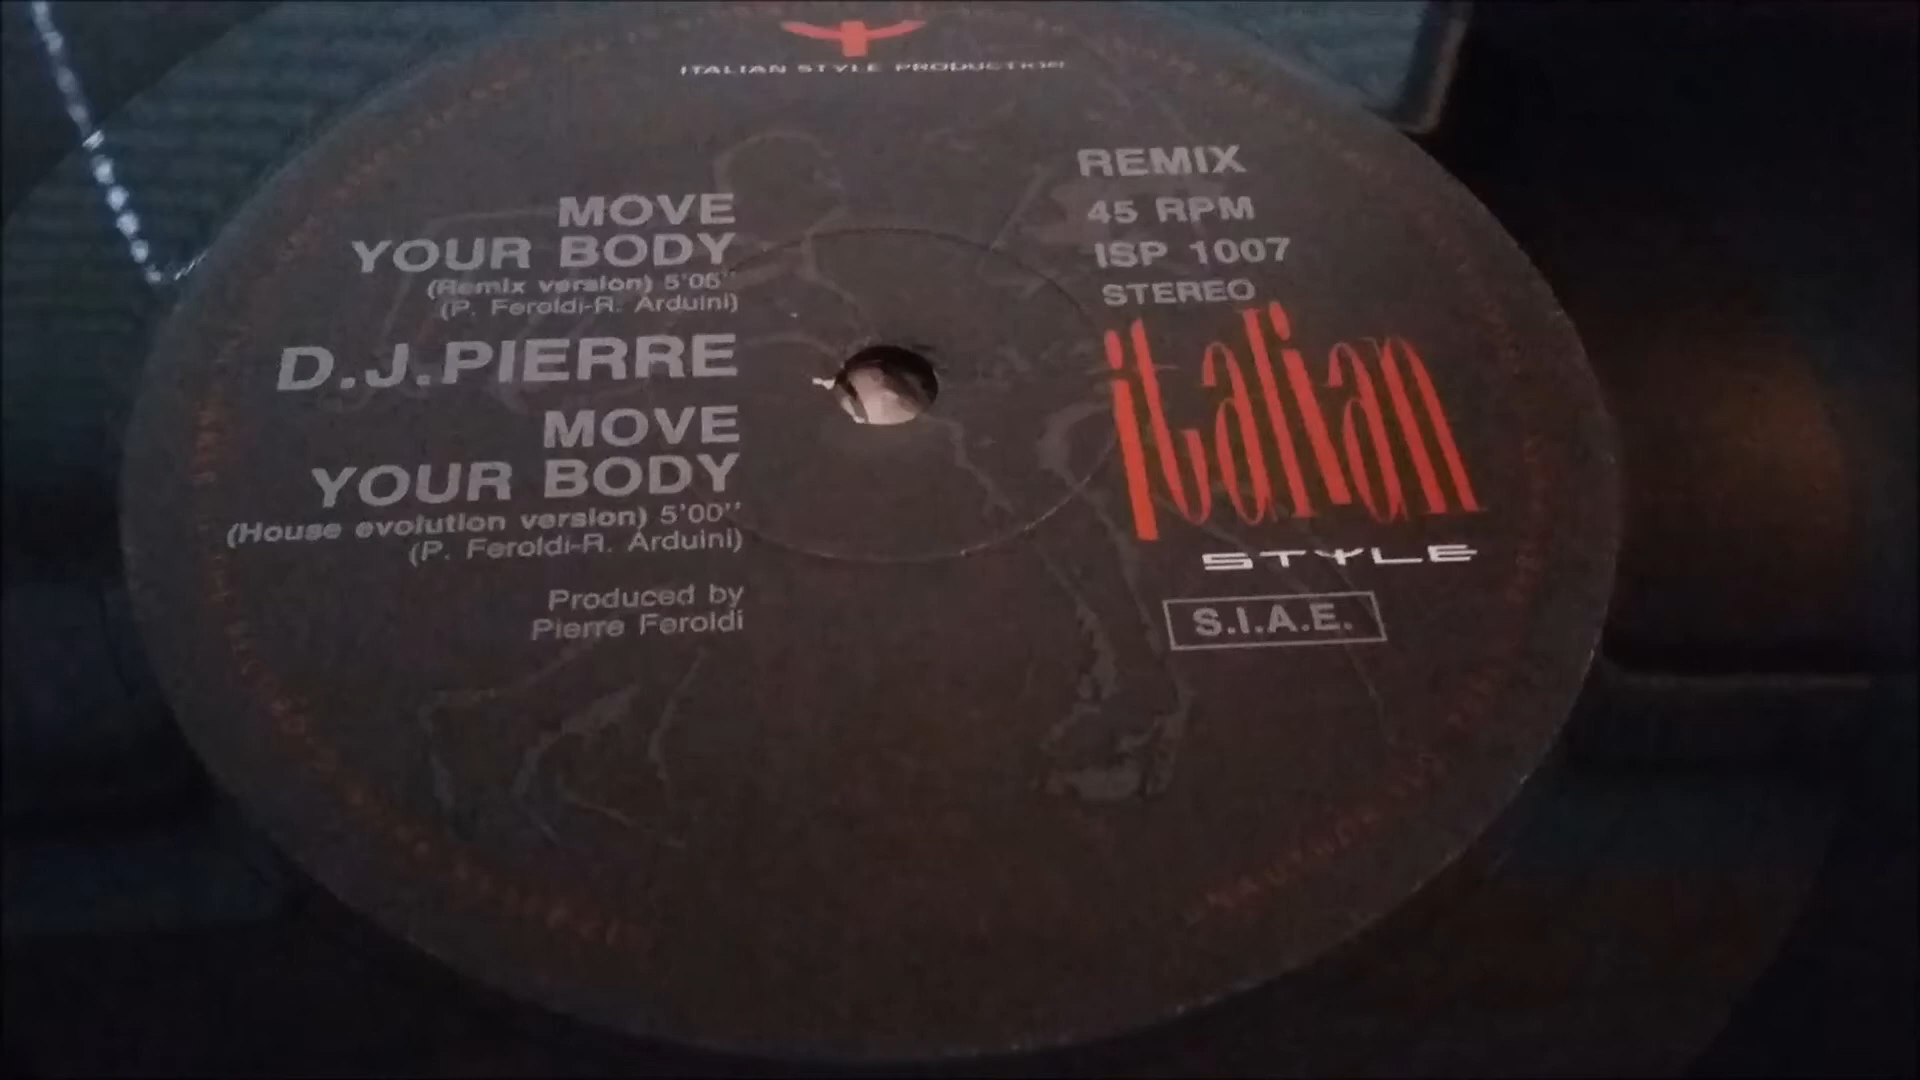 ITALIAN STYLE PRODUCTION
MOVE
YOUR BODY
(Remix version) 5'05"
(P. Feroldi-R. Arduini)
D.J.PIERRE
MOVE
YOUR BODY
(House evolution version) 5'00"
(P. Feroldi-R. Arduini)
Produced by
Pierre Feroldi
REMIX
45 RPM
ISP 1007
STEREO
italian
STYLE
S.I.A.E.